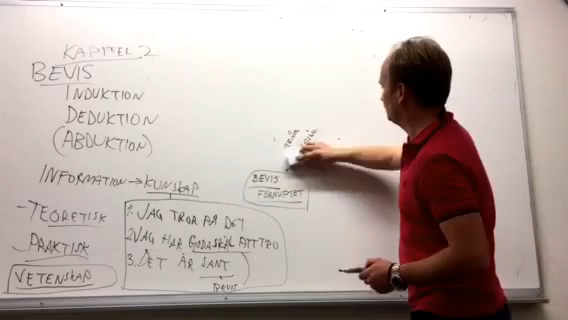 KAPITEL 2
BEVIS
INDUKTION
DEDUKTION
(ABDUKTION)
INFORMATION → KUNSKAP
- TEORETISK
- PRAKTISK
VETENSKAP
1. JAG TROR PÅ DET
2. JAG HAR GODA SKÄL ATT TRO
3. DET ÄR SANT
BEVIS
BEVIS
FÖRNUFTET